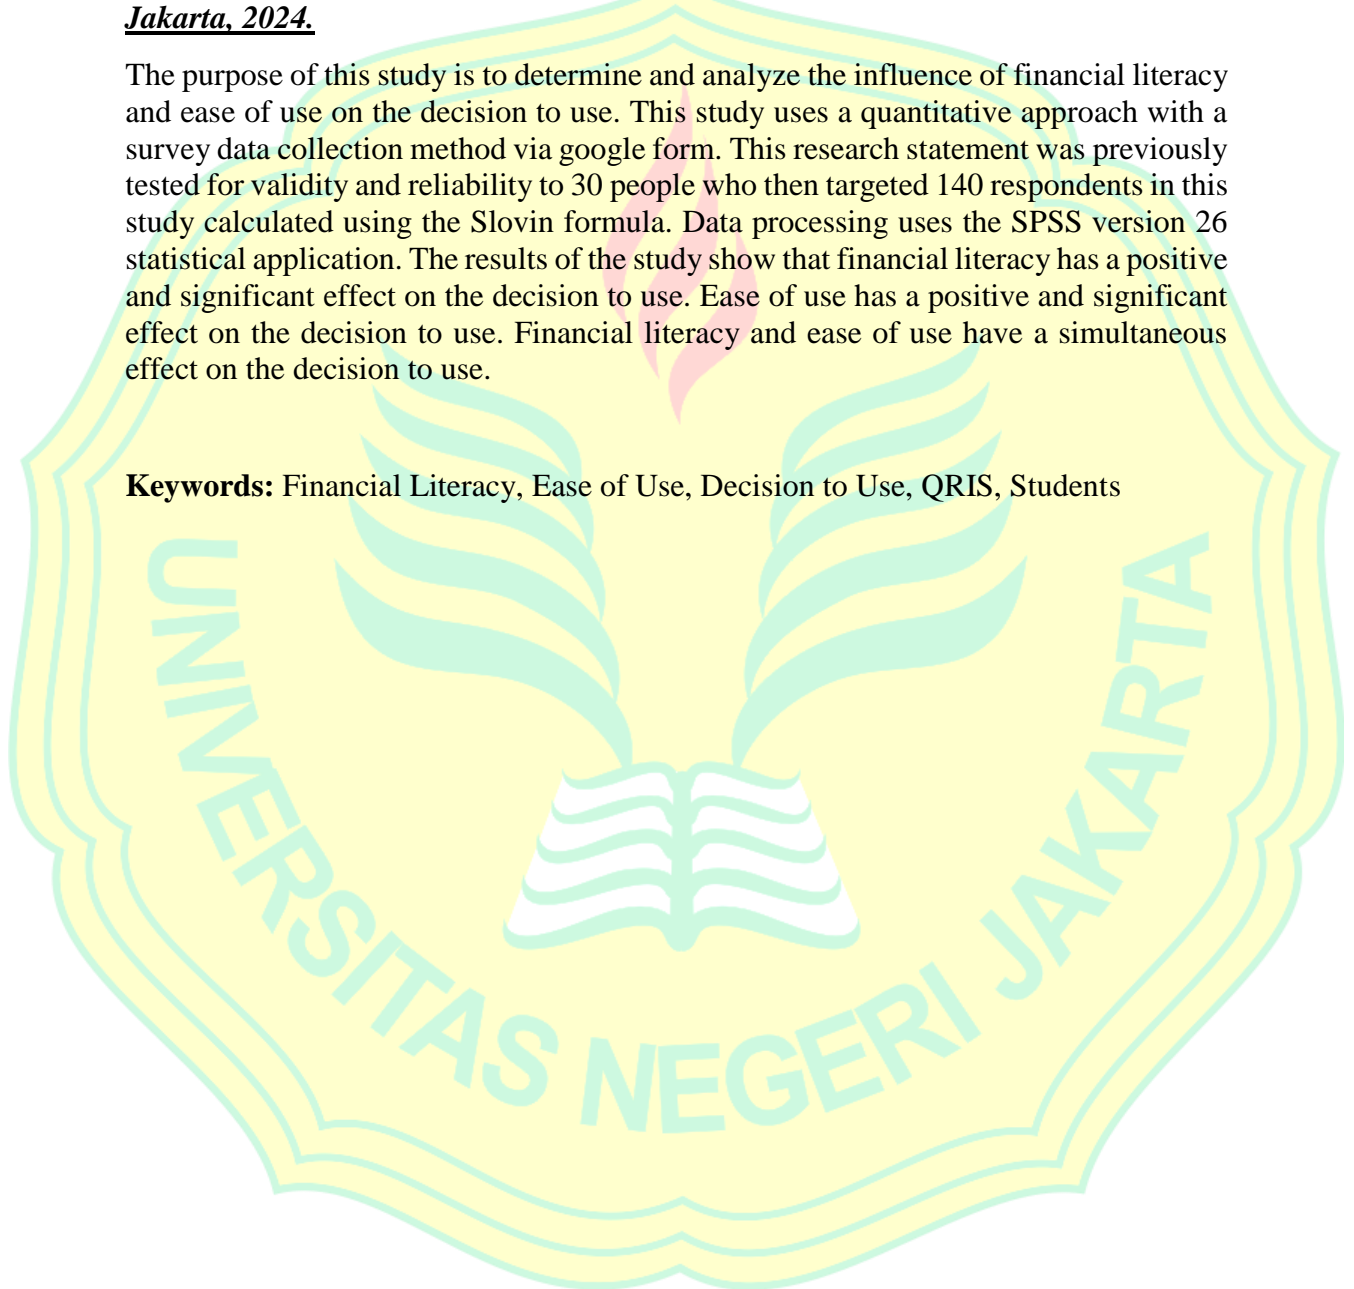 Jakarta, 2024.
The purpose of this study is to determine and analyze the influence of financial literacy
and ease of use on the decision to use. This study uses a quantitative approach with a
survey data collection method via google form. This research statement was previously
tested for validity and reliability to 30 people who then targeted 140 respondents in this
study calculated using the Slovin formula. Data processing uses the SPSS version 26
statistical application. The results of the study show that financial literacy has a positive
and significant effect on the decision to use. Ease of use has a positive and significant
effect on the decision to use. Financial literacy and ease of use have a simultaneous
effect on the decision to use.
Keywords: Financial Literacy, Ease of Use, Decision to Use, QRIS, Students
UNIVERSITAS NEGERI JAKARTA